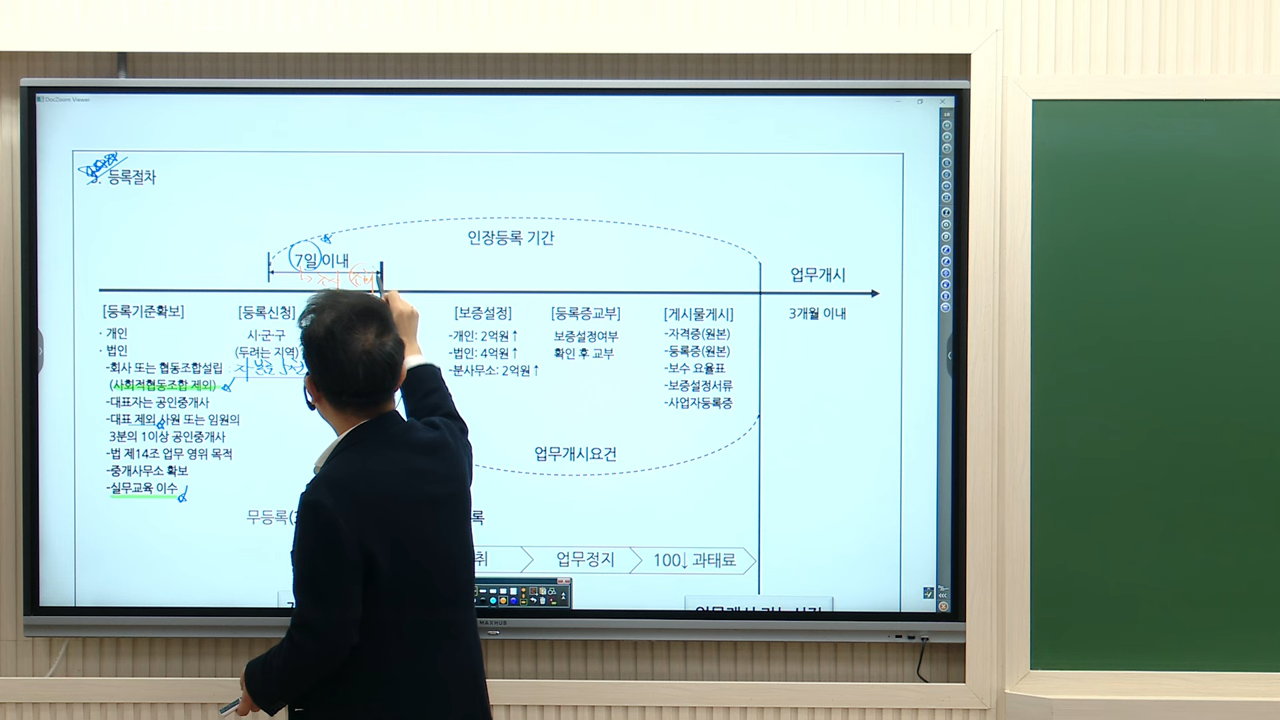 DocZoom Viewer
3. 등록절차
인장등록 기간
7일 이내
업무개시
[등록기준확보]
· 개인
· 법인
-회사 또는 협동조합설립
(사회적협동조합 제외)
-대표자는 공인중개사
-대표 제외 사원 또는 임원의
3분의 1이상 공인중개사
-법 제14조 업무 영위 목적
-중개사무소 확보
-실무교육 이수
[등록신청]
시·군·구
(두려는 지역)
[보증설정]
-개인: 2억원↑
-법인: 4억원↑
-분사무소: 2억원↑
[등록증교부]
보증설정여부
확인 후 교부
[게시물게시]
-자격증(원본)
-등록증(원본)
-보수 요율표
-보증설정서류
-사업자등록증
3개월 이내
업무개시요건
무등록(
록
취
업무정지
100↓ 과태료
MAXHUB